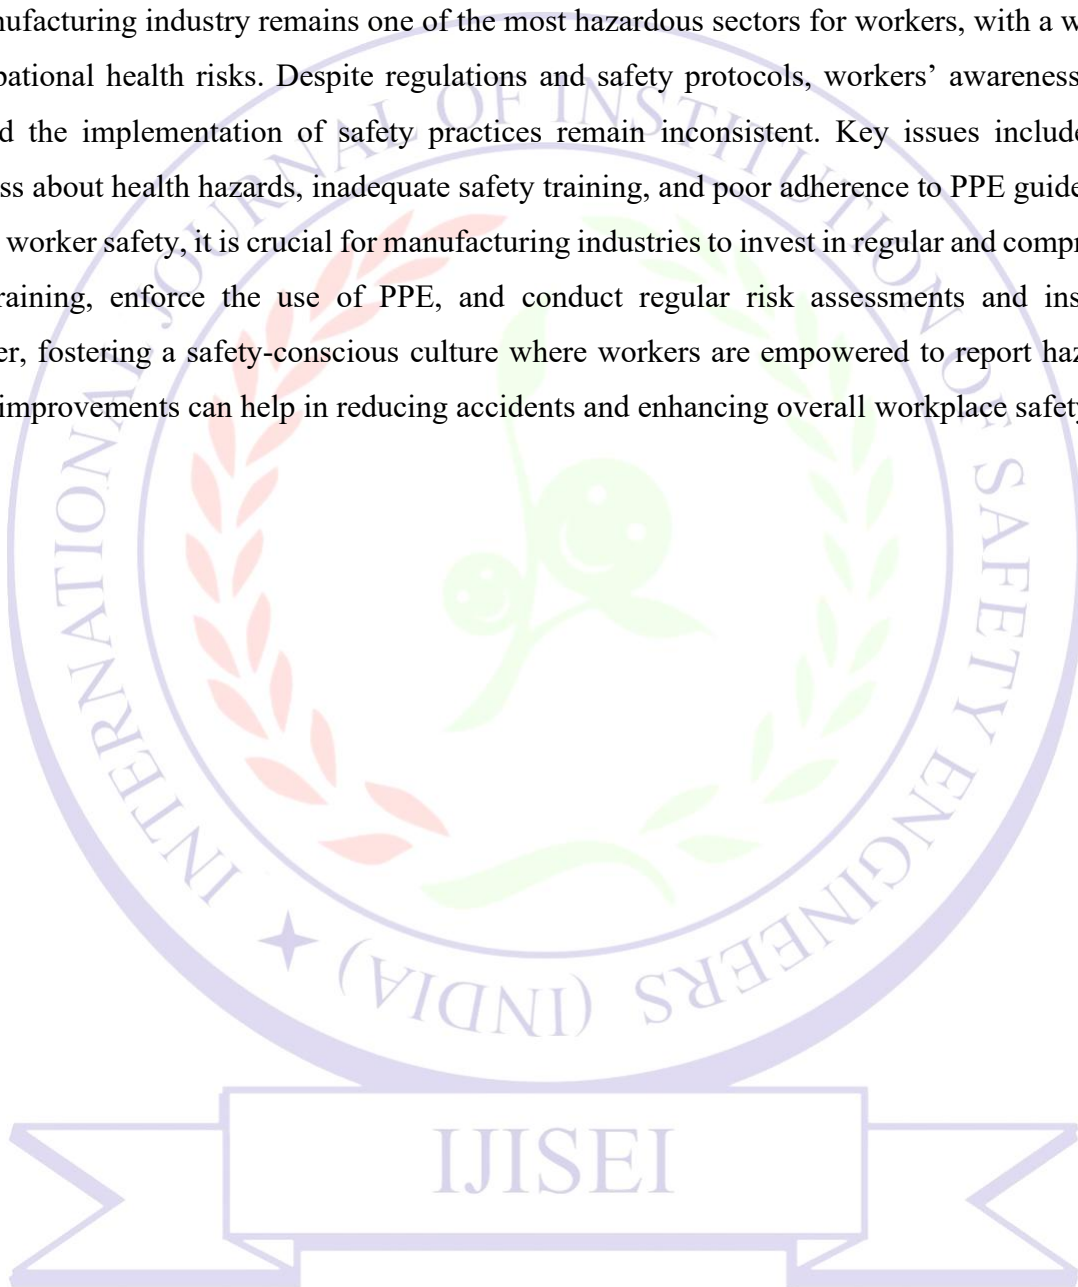 nufacturing industry remains one of the most hazardous sectors for workers, with a w
pational health risks. Despite regulations and safety protocols, workers’ awareness
d the implementation of safety practices remain inconsistent. Key issues include
ss about health hazards, inadequate safety training, and poor adherence to PPE guide
worker safety, it is crucial for manufacturing industries to invest in regular and compr
raining, enforce the use of PPE, and conduct regular risk assessments and ins
er, fostering a safety-conscious culture where workers are empowered to report haz
improvements can help in reducing accidents and enhancing overall workplace safety
INTERNATIONAL JOURNAL OF INSTITUTION OF SAFETY ENGINEERS (INDIA)
IJISEI